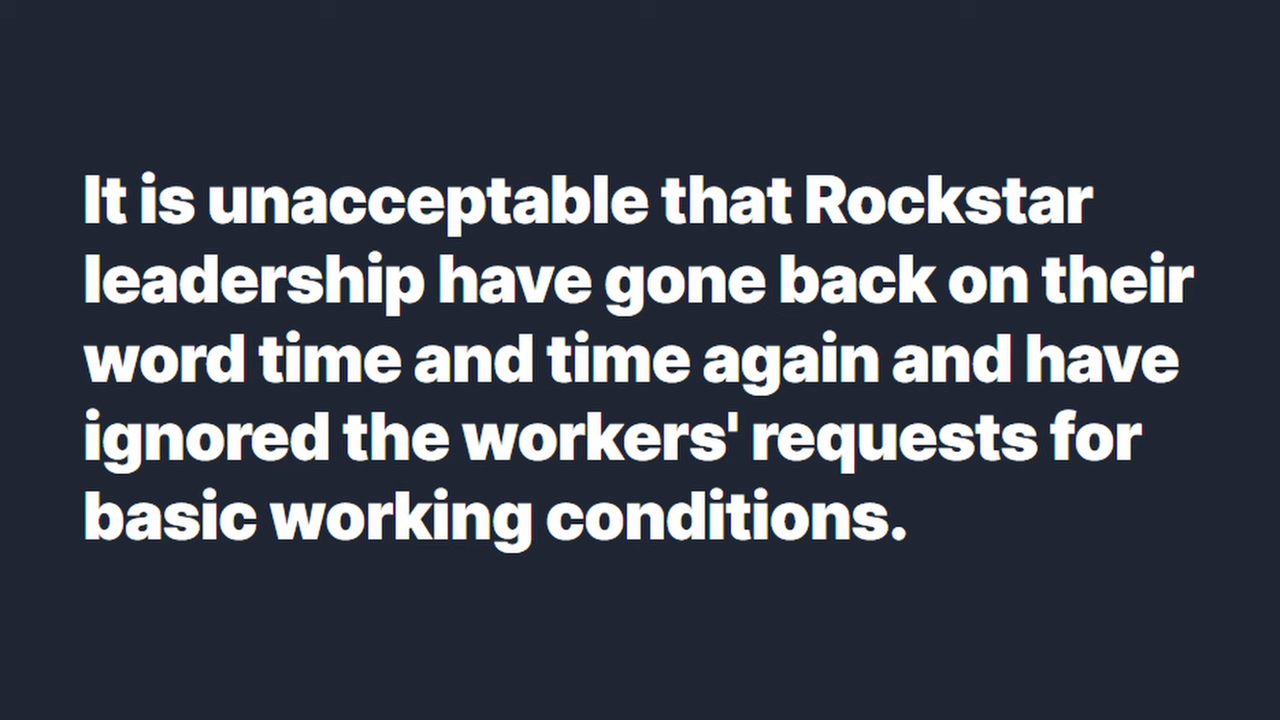 It is unacceptable that Rockstar
leadership have gone back on their
word time and time again and have
ignored the workers' requests for
basic working conditions.